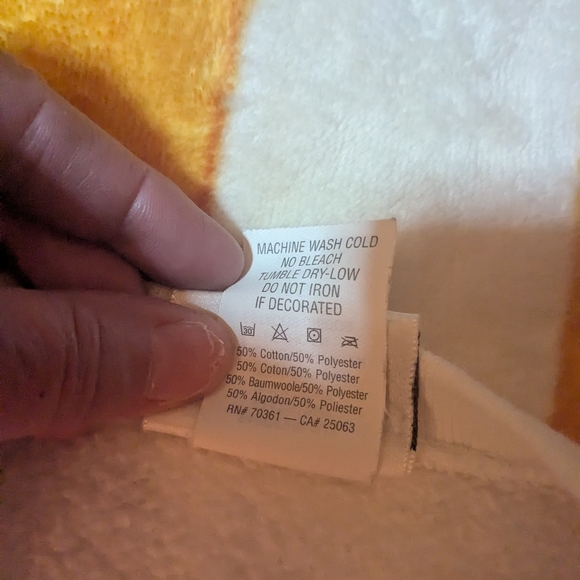 MACHINE WASH COLD
NO BLEACH
TUMBLE DRY-LOW
DO NOT IRON
IF DECORATED
30
50% Cotton/50% Polyester
50% Coton/50% Polyester
50% Baumwoole/50% Polyester
50% Algodon/50% Poliester
RN# 70361 — CA# 25063